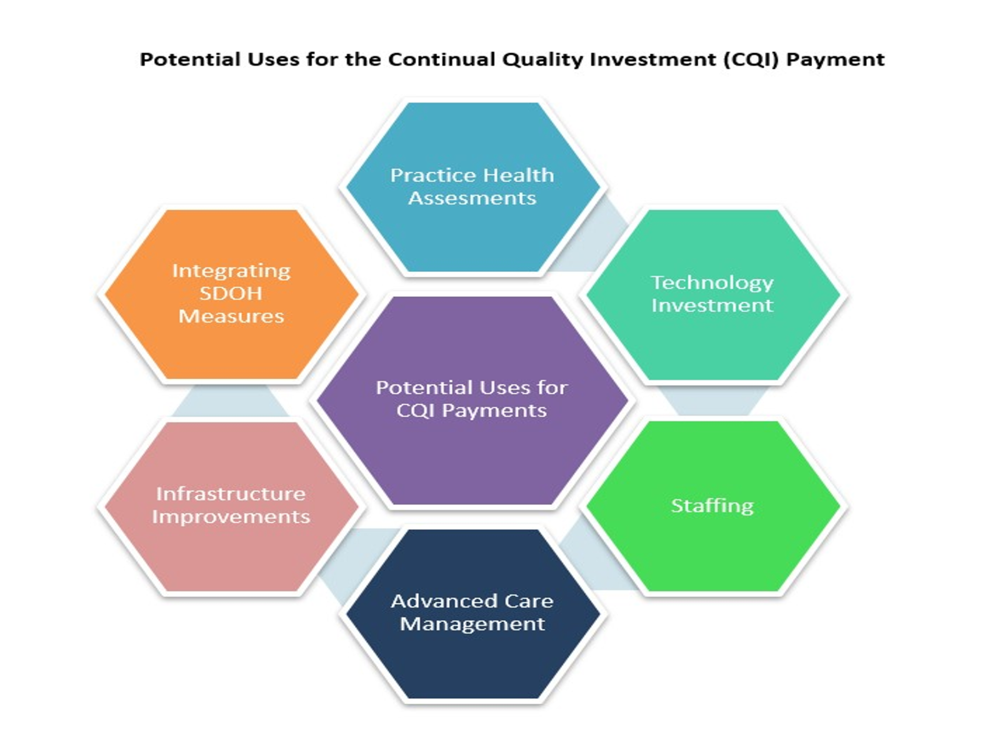 Potential Uses for the Continual Quality Investment (CQI) Payment
Practice Health
Assesments
Integrating
SDOH
Measures
Technology
Investment
Potential Uses for
CQI Payments
Infrastructure
Improvements
Staffing
Advanced Care
Management